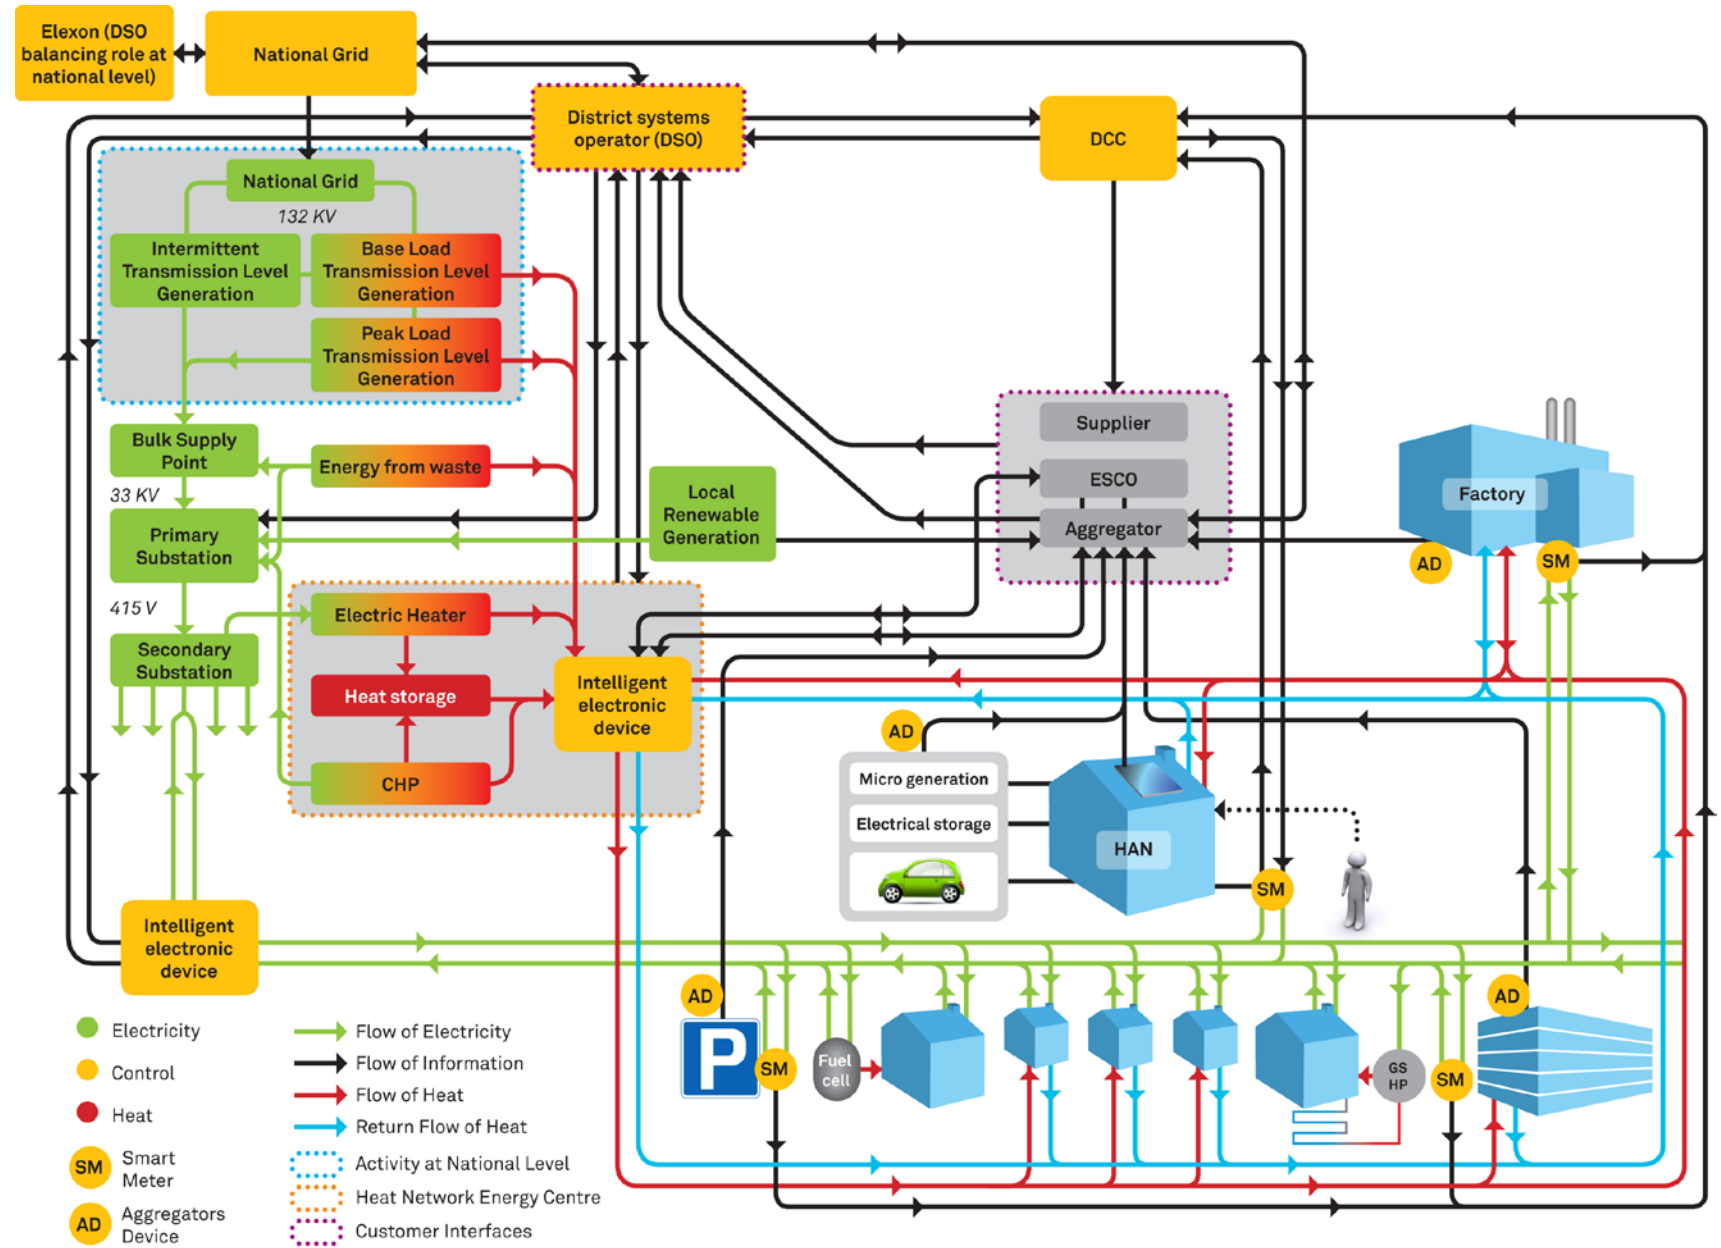 Elexon (DSO
balancing role at
national level)
National Grid
District systems
operator (DSO)
DCC
National Grid
132 KV
Intermittent
Transmission Level
Generation
Base Load
Transmission Level
Generation
Peak Load
Transmission Level
Generation
Bulk Supply
Point
33 KV
Energy from waste
Primary
Substation
415 V
Secondary
Substation
Local
Renewable
Generation
Supplier
ESCO
Aggregator
Factory
AD
SM
Electric Heater
Heat storage
CHP
Intelligent
electronic
device
AD
Micro generation
Electrical storage
HAN
SM
Intelligent
electronic
device
AD
P
SM
Fuel
cell
GS
HP
SM
AD
Electricity
Control
Heat
SM
Smart
Meter
AD
Aggregators
Device
Flow of Electricity
Flow of Information
Flow of Heat
Return Flow of Heat
Activity at National Level
Heat Network Energy Centre
Customer Interfaces